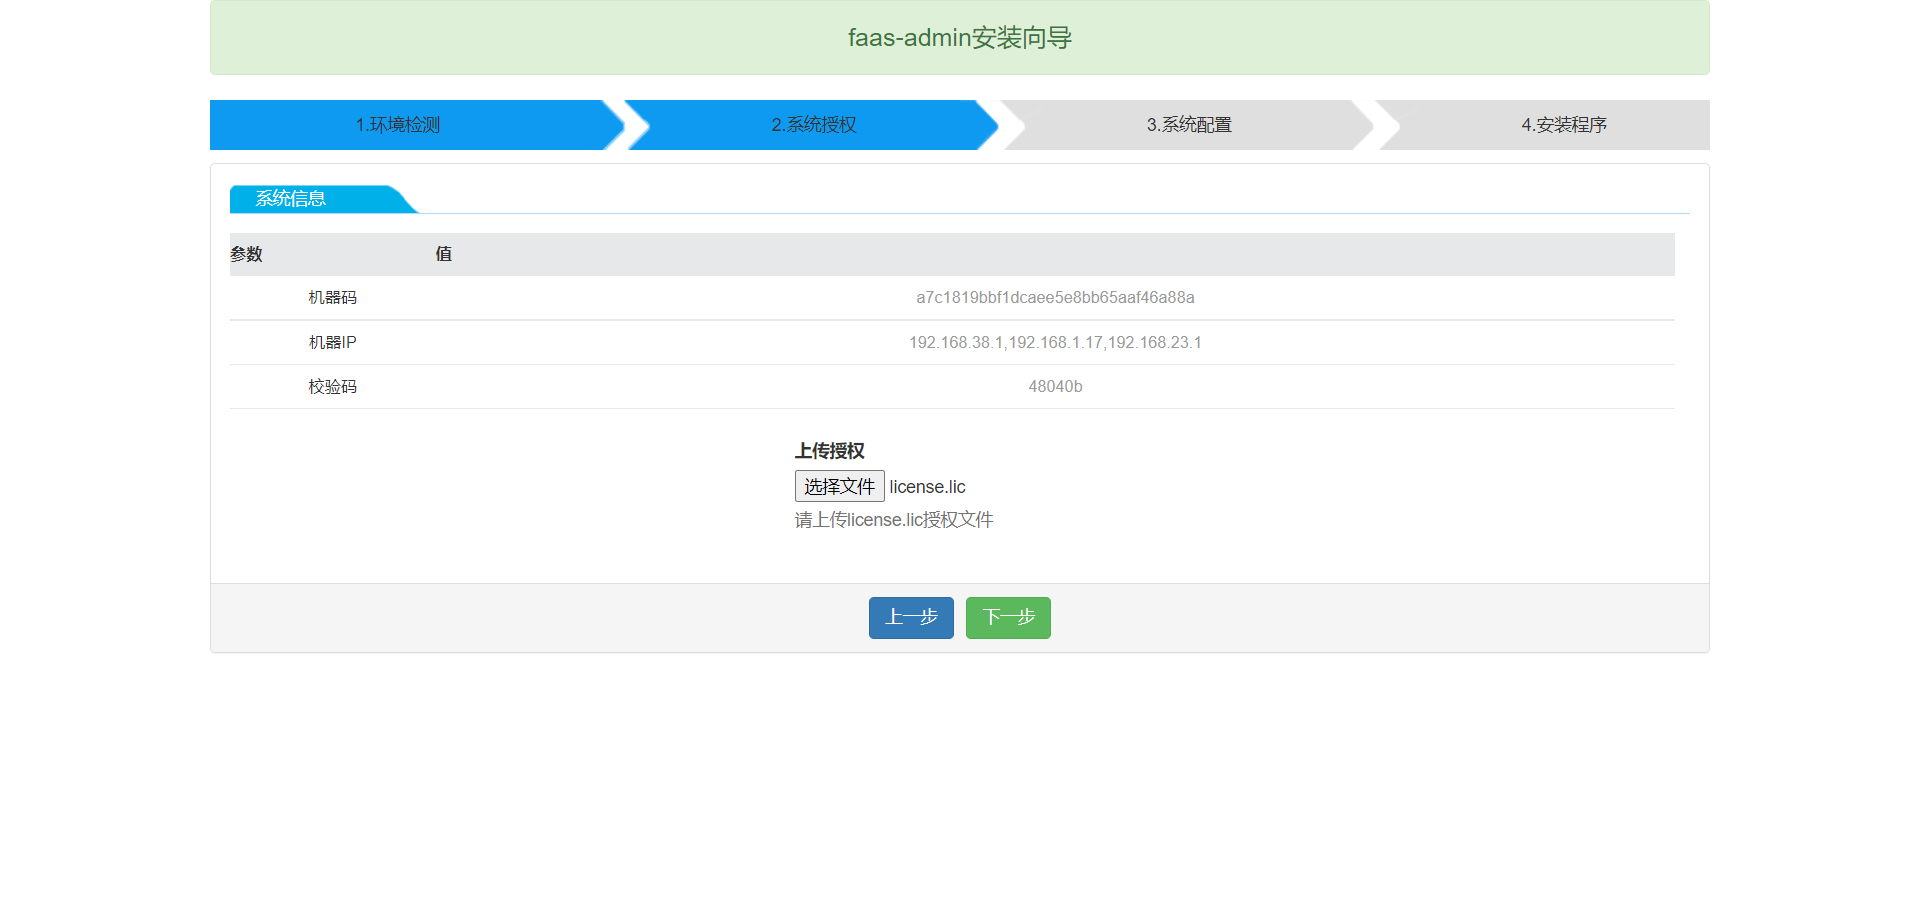 faas-admin安装向导
1.环境检测
2.系统授权
3.系统配置
4.安装程序
系统信息
参数 值
机器码 a7c1819bbf1dcaee5e8bb65aaf46a88a
机器IP 192.168.38.1,192.168.1.17,192.168.23.1
校验码 48040b
上传授权
选择文件 license.lic
请上传license.lic授权文件
上一步 下一步